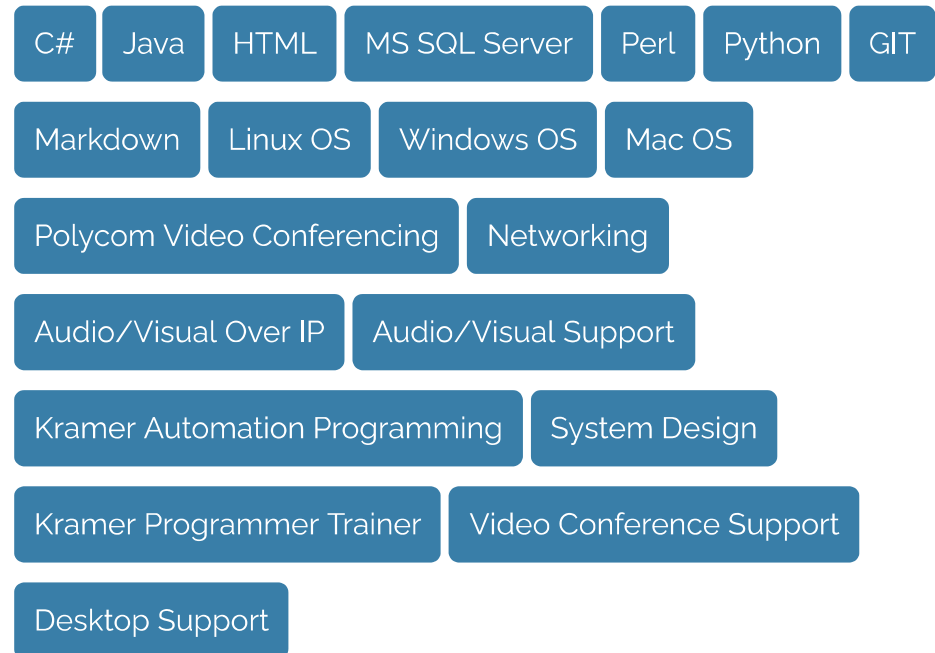 C# Java HTML MS SQL Server Perl Python GIT
Markdown Linux OS Windows OS Mac OS
Polycom Video Conferencing Networking
Audio/Visual Over IP Audio/Visual Support
Kramer Automation Programming System Design
Kramer Programmer Trainer Video Conference Support
Desktop Support